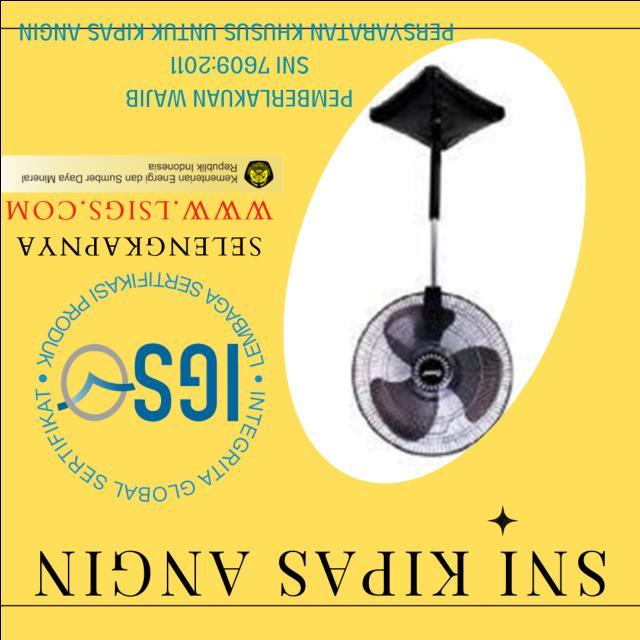 SNI KIPAS ANGIN
INTEGRITA GLOBAL SERTIFIKAT
LEMBAGA SERTIFIKASI PRODUK
IGS
SELENGKAPNYA
WWW.LSIGS.COM
Kementerian Energi dan Sumber Daya Mineral
Republik Indonesia
PEMBERLAKUAN WAJIB
SNI 7609:2011
PERSYARATAN KHUSUS UNTUK KIPAS ANGIN